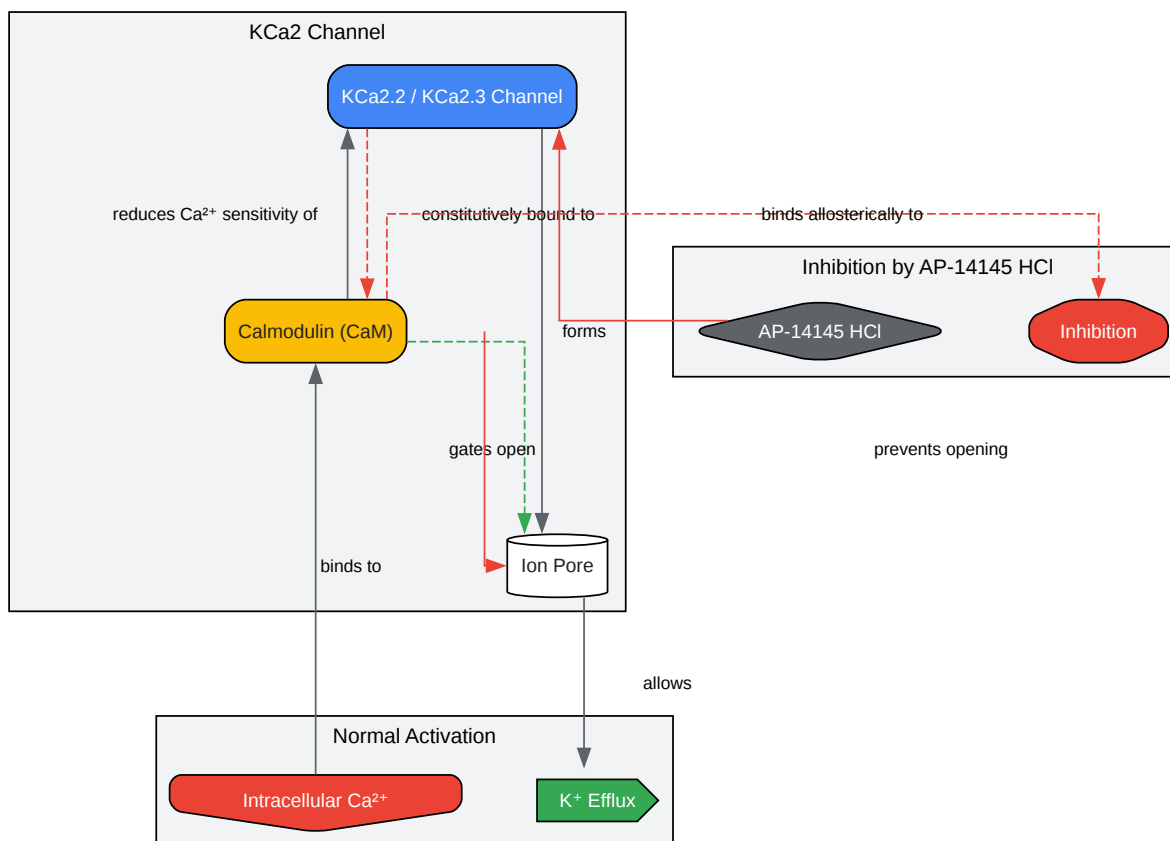 KCa2 Channel
KCa2.2 / KCa2.3 Channel
reduces Ca²⁺ sensitivity of
constitutively bound to
binds allosterically to
Inhibition by AP-14145 HCl
Calmodulin (CaM)
forms
AP-14145 HCl
Inhibition
gates open
prevents opening
binds to
Ion Pore
allows
Normal Activation
Intracellular Ca²⁺
K⁺ Efflux